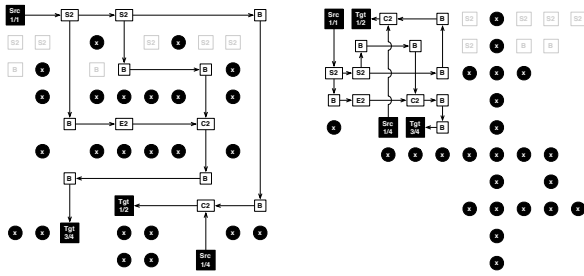 Src 1/1 S2 S2 B
S2 S2 x S2 x S2 S2
B x B B B x
x x x x x x
B E2 C2
x x x x x x
B B
Tgt 1/2 C2 B
x x Tgt 3/4 x x x x
x x Src 1/4
Src 1/1 Tgt 1/2 C2 B S2 x S2 S2 S2
B B S2 x B B
S2 S2 B x x x
B E2 C2 B x
x Src 1/4 Tgt 3/4 B x
x x x x x x x
x x
x x x x x x
x
x